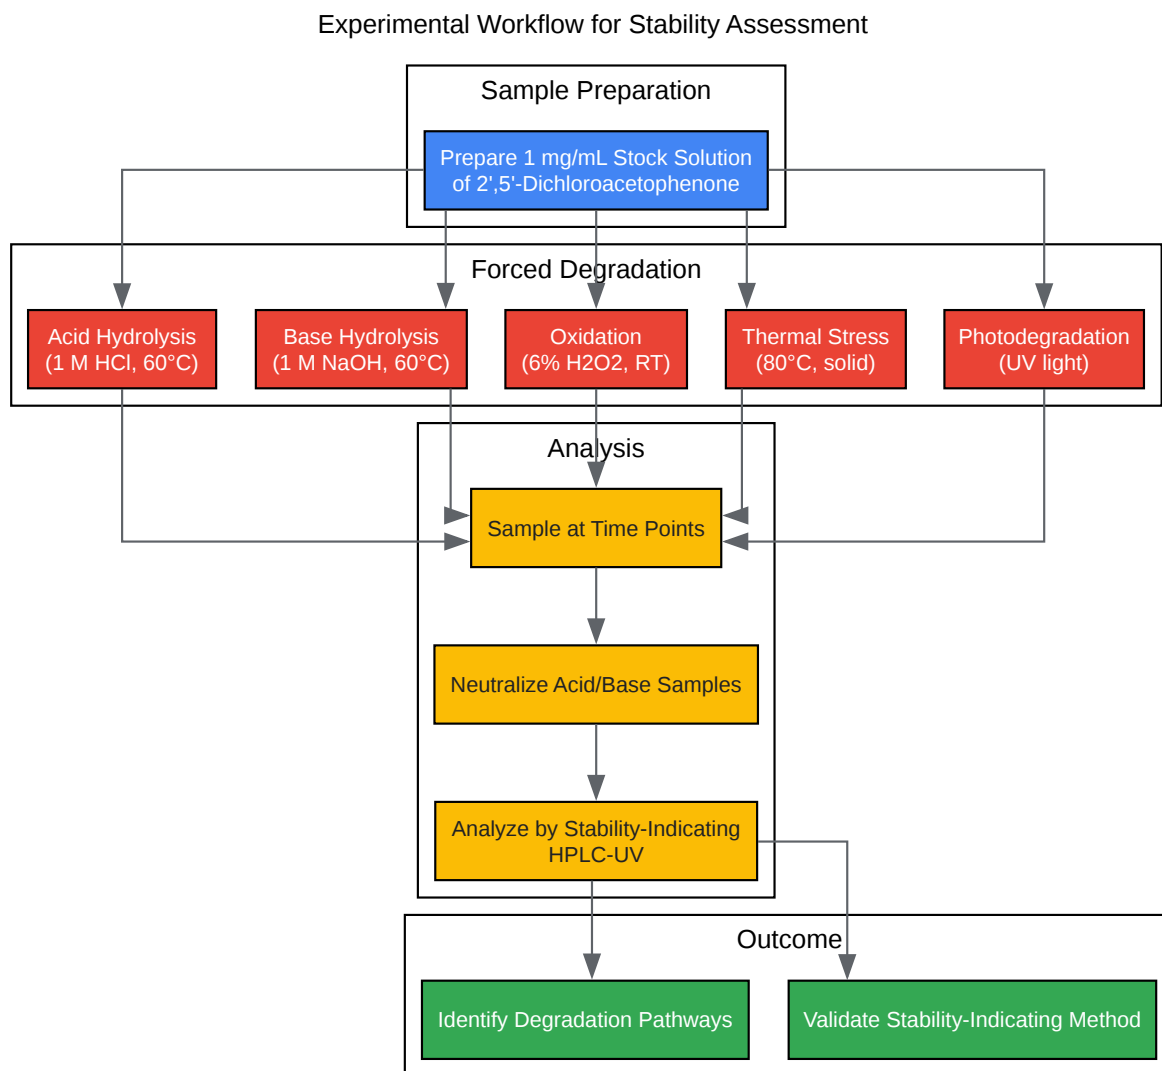 Experimental Workflow for Stability Assessment
Sample Preparation
Prepare 1 mg/mL Stock Solution
of 2',5'-Dichloroacetophenone
Forced Degradation
Acid Hydrolysis
(1 M HCl, 60°C)
Base Hydrolysis
(1 M NaOH, 60°C)
Oxidation
(6% H2O2, RT)
Thermal Stress
(80°C, solid)
Photodegradation
(UV light)
Analysis
Sample at Time Points
Neutralize Acid/Base Samples
Analyze by Stability-Indicating
HPLC-UV
Outcome
Identify Degradation Pathways
Validate Stability-Indicating Method